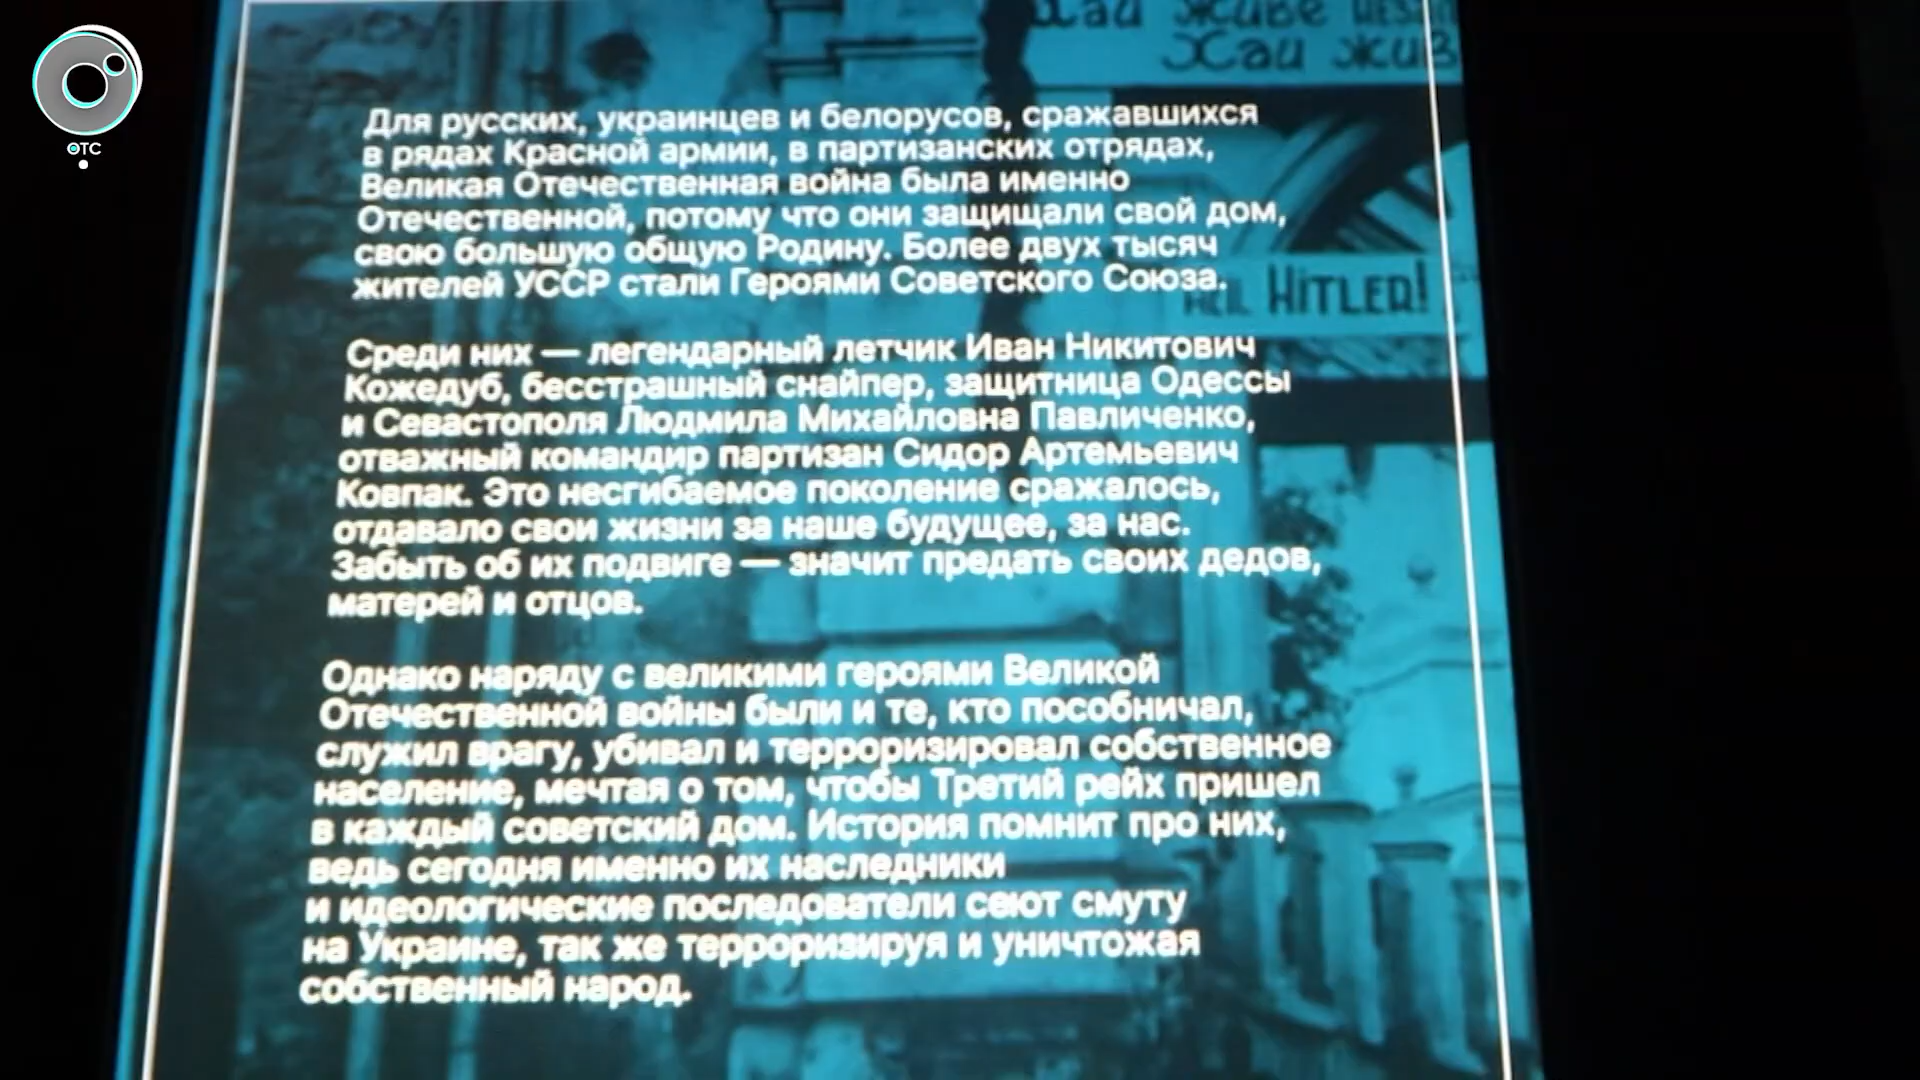 ОТС
Хай живе
Хай жив
Для русских, украинцев и белорусов, сражавшихся
в рядах Красной армии, в партизанских отрядах,
Великая Отечественная война была именно
Отечественной, потому что они защищали свой дом,
свою большую общую Родину. Более двух тысяч
жителей УССР стали Героями Советского Союза.
HEIL HITLER!
Среди них — легендарный летчик Иван Никитович
Кожедуб, бесстрашный снайпер, защитница Одессы
и Севастополя Людмила Михайловна Павличенко,
отважный командир партизан Сидор Артемьевич
Ковпак. Это несгибаемое поколение сражалось,
отдавало свои жизни за наше будущее, за нас.
Забыть об их подвиге — значит предать своих дедов,
матерей и отцов.
Однако наряду с великими героями Великой
Отечественной войны были и те, кто пособничал,
служил врагу, убивал и терроризировал собственное
население, мечтая о том, чтобы Третий рейх пришел
в каждый советский дом. История помнит про них,
ведь сегодня именно их наследники
и идеологические последователи сеют смуту
на Украине, так же терроризируя и уничтожая
собственный народ.